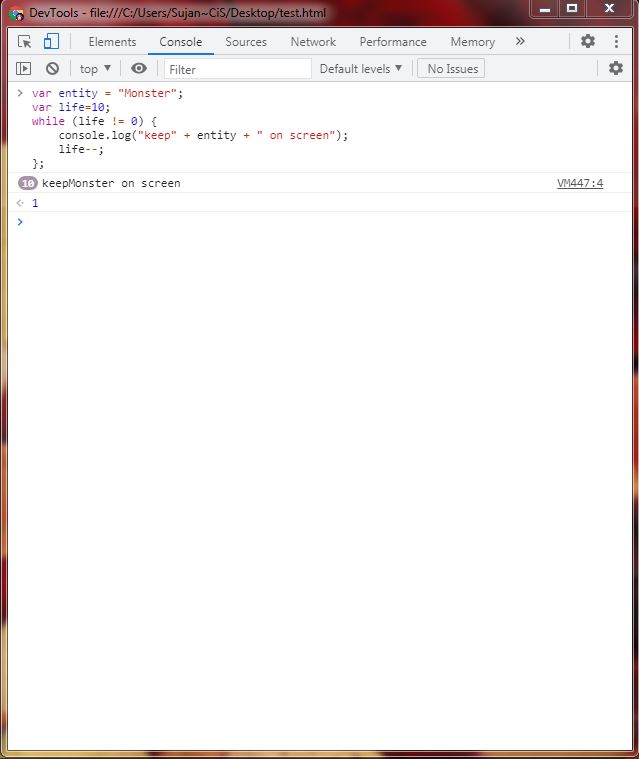 DevTools - file:///C:/Users/Sujan~CiS/Desktop/test.html
Elements Console Sources Network Performance Memory »
top ▼ Filter Default levels ▼ No Issues
> var entity = "Monster";
var life=10;
while (life != 0) {
    console.log("keep" + entity + " on screen");
    life--;
};
10 keepMonster on screen VM447:4
1
>